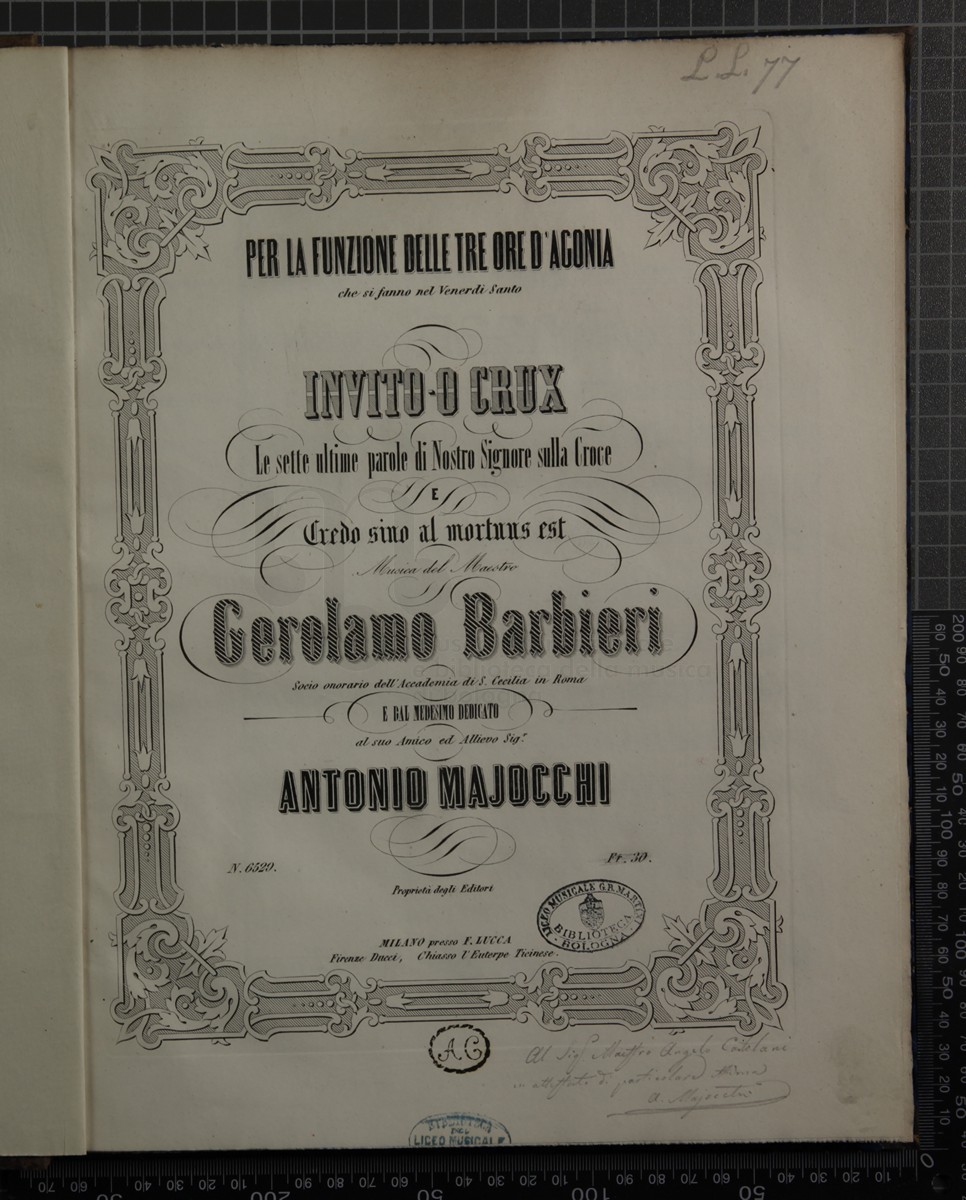 L.L. 77
PER LA FUNZIONE DELLE TRE ORE D'AGONIA
che si fanno nel Venerdi Santo
INVITO-O CRUX
Le sette ultime parole di Nostro Signore sulla Croce
E
Credo sino al mortuus est
Musica del Maestro
Gerolamo Barbieri
Socio onorario dell'Accademia di S. Cecilia in Roma
E DAL MEDESIMO DEDICATO
al suo Amico ed Allievo Sig.r
ANTONIO MAJOCCHI
N. 6529.
Fr. 30.
Proprietà degli Editori
LICEO MUSICALE G.B. MARTINI
BIBLIOTECA
BOLOGNA
MILANO presso F. LUCCA
Firenze Ducci, Chiasso l'Euterpe Ticinese.
A.C
Al Sig.r Maestro Angelo Catelani
in attestato di particolare stima
A. Majocchi
BIBLIOTECA
DEL
LICEO MUSICALE